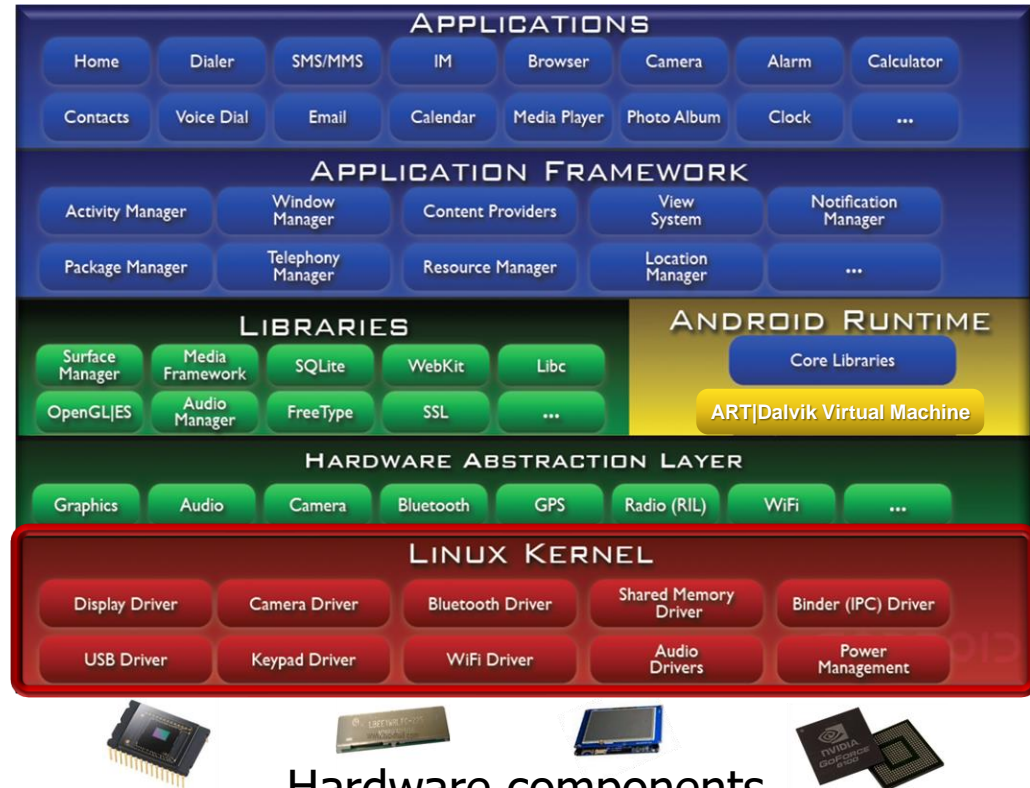 APPLICATIONS
Home Dialer SMS/MMS IM Browser Camera Alarm Calculator
Contacts Voice Dial Email Calendar Media Player Photo Album Clock ...
APPLICATION FRAMEWORK
Activity Manager Window Manager Content Providers View System Notification Manager
Package Manager Telephony Manager Resource Manager Location Manager ...
LIBRARIES
Surface Manager Media Framework SQLite WebKit Libc
OpenGL|ES Audio Manager FreeType SSL ...
ANDROID RUNTIME
Core Libraries
ART|Dalvik Virtual Machine
HARDWARE ABSTRACTION LAYER
Graphics Audio Camera Bluetooth GPS Radio (RIL) WiFi ...
LINUX KERNEL
Display Driver Camera Driver Bluetooth Driver Shared Memory Driver Binder (IPC) Driver
USB Driver Keypad Driver WiFi Driver Audio Drivers Power Management
NVIDIA
GoForce
Hardware components